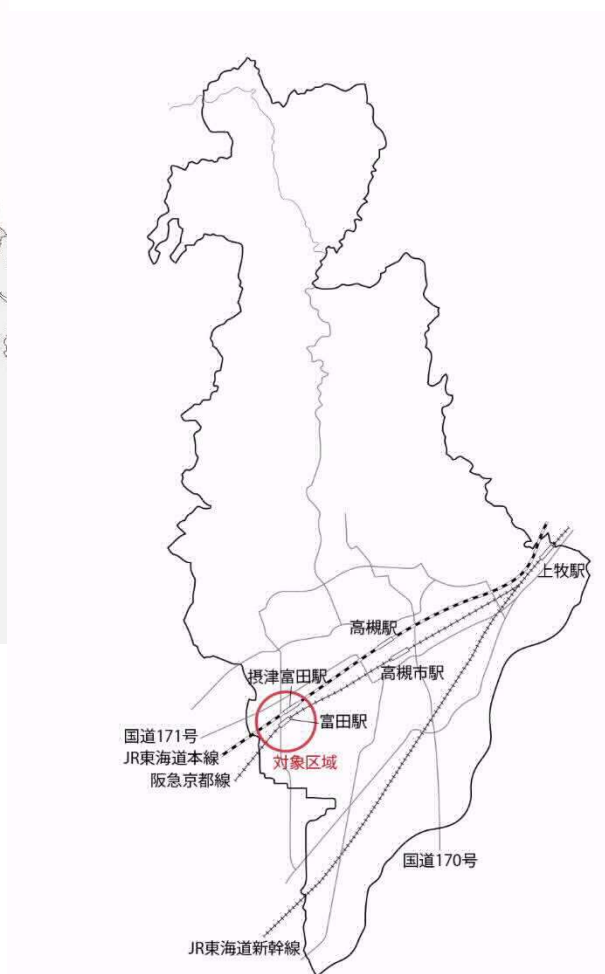 上牧駅
高槻駅
高槻市駅
摂津富田駅
富田駅
国道171号
JR東海道本線
対象区域
阪急京都線
国道170号
JR東海道新幹線